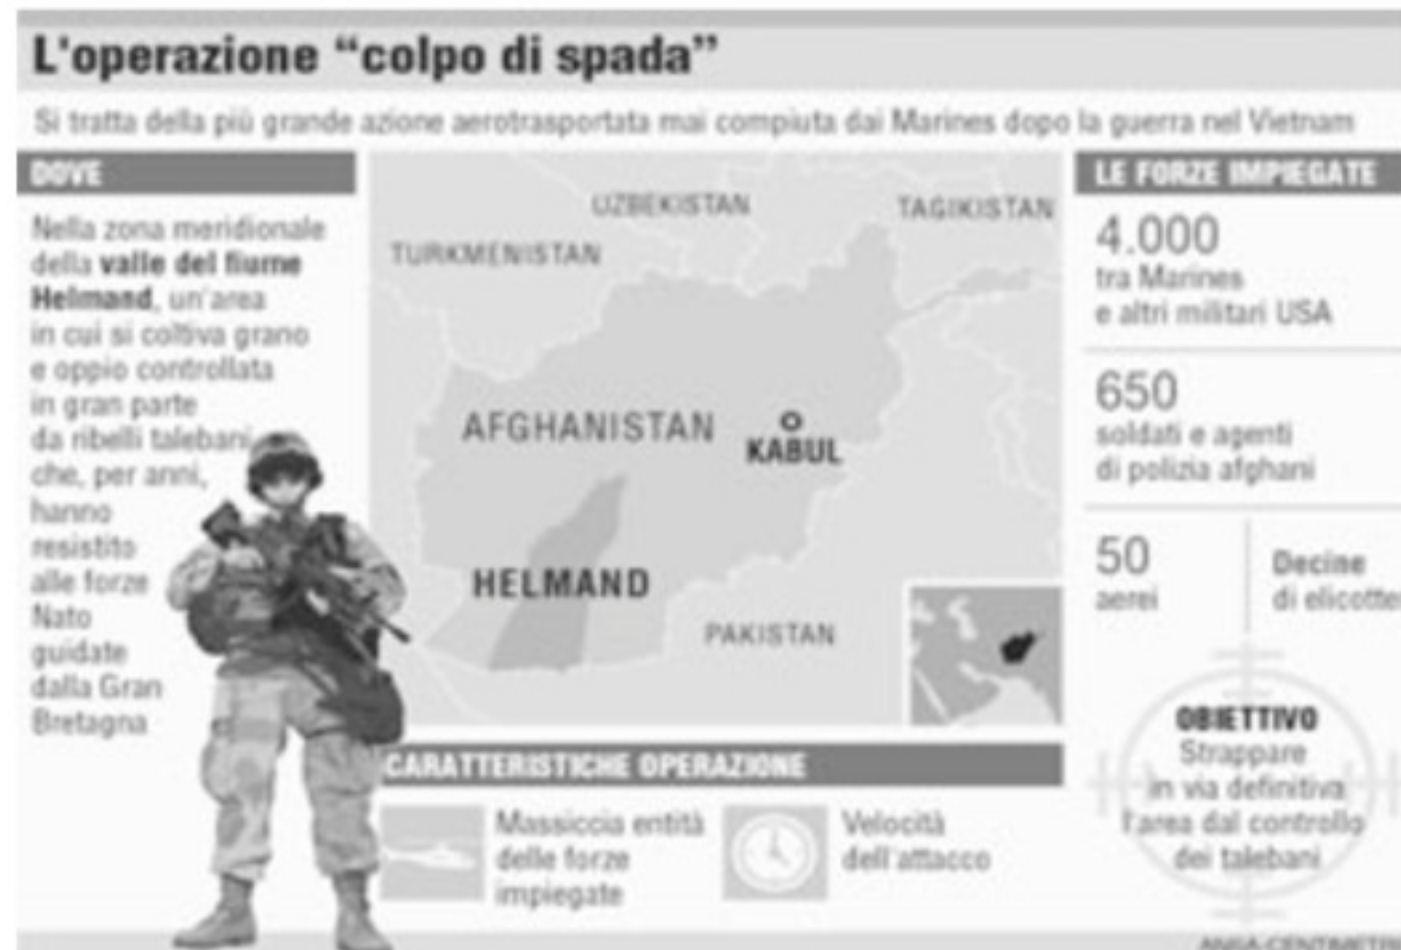 L'operazione “colpo di spada”
Si tratta della più grande azione aerotrasportata mai compiuta dai Marines dopo la guerra nel Vietnam
DOVE
Nella zona meridionale
della valle del fiume
Helmand, un'area
in cui si coltiva grano
e oppio controllata
in gran parte
da ribelli talebani
che, per anni,
hanno
resistito
alle forze
Nato
guidate
dalla Gran
Bretagna
UZBEKISTAN
TAGIKISTAN
TURKMENISTAN
AFGHANISTAN
KABUL
HELMAND
PAKISTAN
CARATTERISTICHE OPERAZIONE
Massiccia entità
delle forze
impiegate
Velocità
dell'attacco
LE FORZE IMPIEGATE
4.000
tra Marines
e altri militari USA
650
soldati e agenti
di polizia afghani
50
aerei
Decine
di elicotte
OBIETTIVO
Strappare
in via definitiva
l'area dal controllo
dei talebani